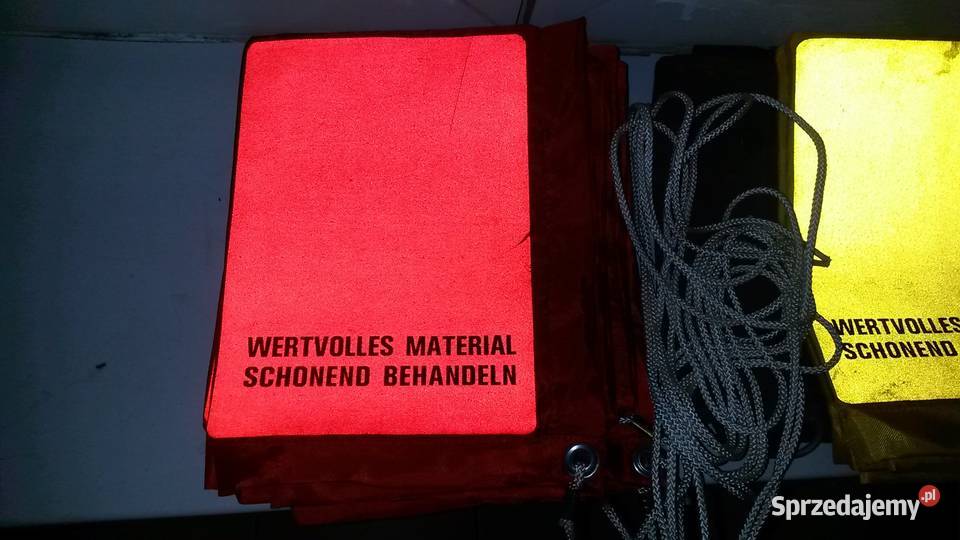 WERTVOLLES MATERIAL
SCHONEND BEHANDELN
WERTVOLLES
SCHONEND
Sprzedajemy.pl